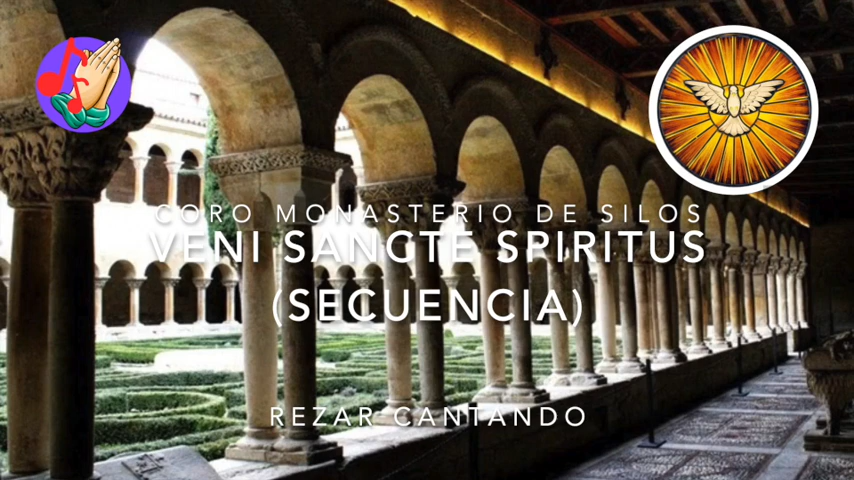 CORO MONASTERIO DE SILOS
VENI SANCTE SPIRITUS
(SECUENCIA)
REZAR CANTANDO